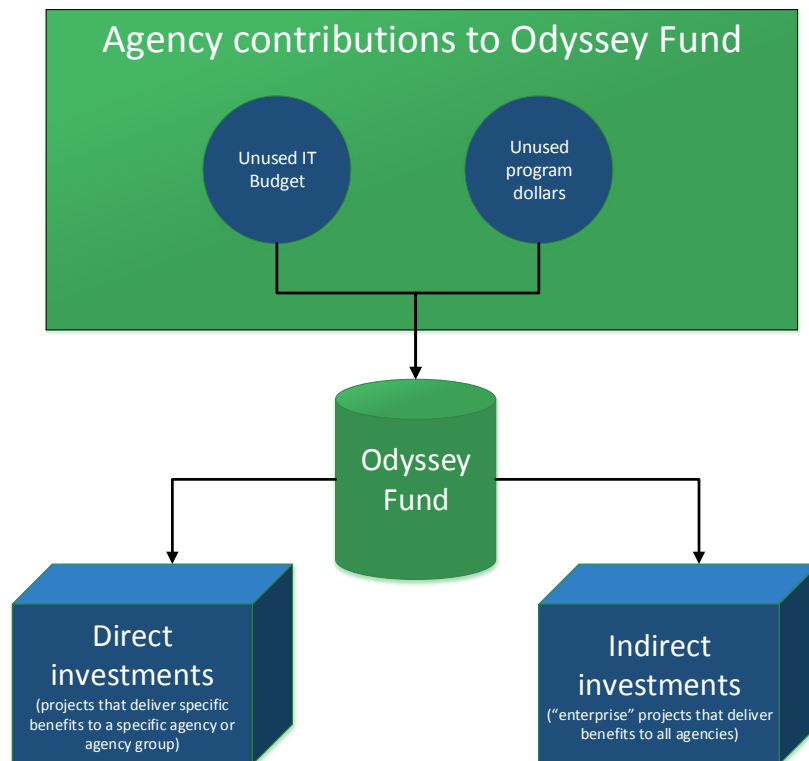 Agency contributions to Odyssey Fund
Unused IT
Budget
Unused
program
dollars
Odyssey
Fund
Direct
investments
(projects that deliver specific
benefits to a specific agency or
agency group)
Indirect
investments
(“enterprise” projects that deliver
benefits to all agencies)